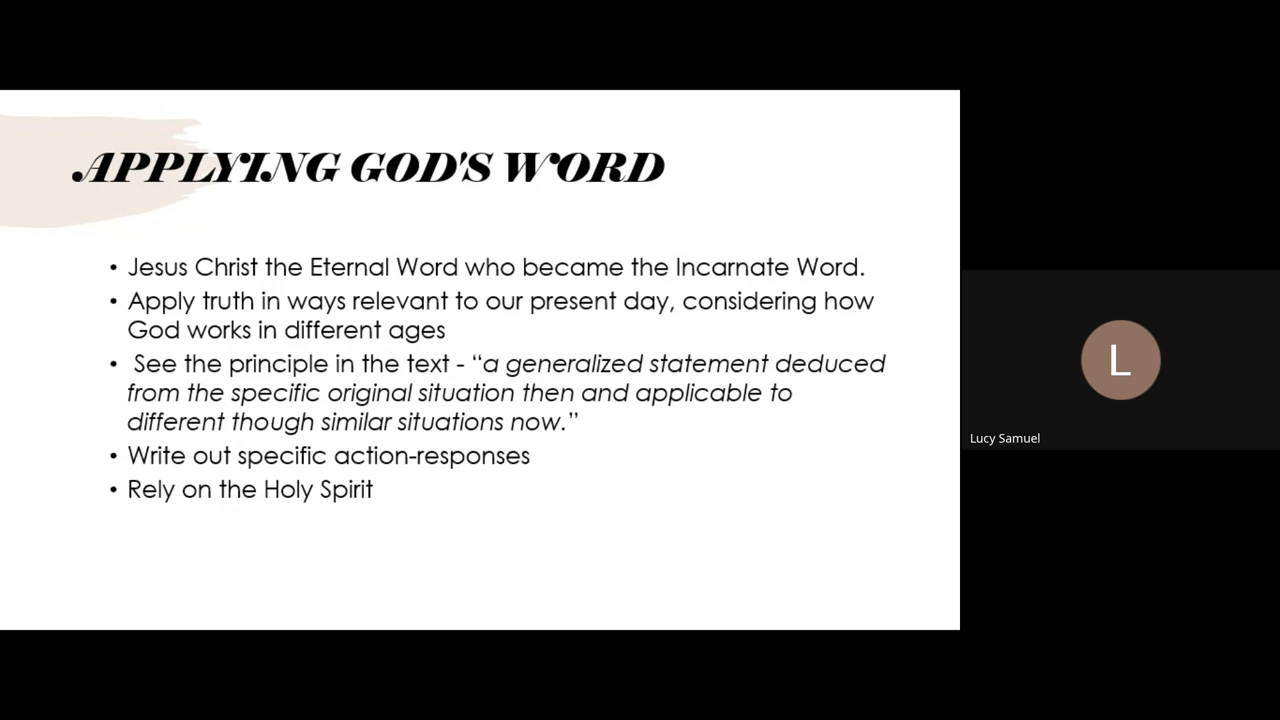 APPLYING GOD'S WORD
• Jesus Christ the Eternal Word who became the Incarnate Word.
• Apply truth in ways relevant to our present day, considering how
God works in different ages
• See the principle in the text - “a generalized statement deduced
from the specific original situation then and applicable to
different though similar situations now.”
• Write out specific action-responses
• Rely on the Holy Spirit
L
Lucy Samuel